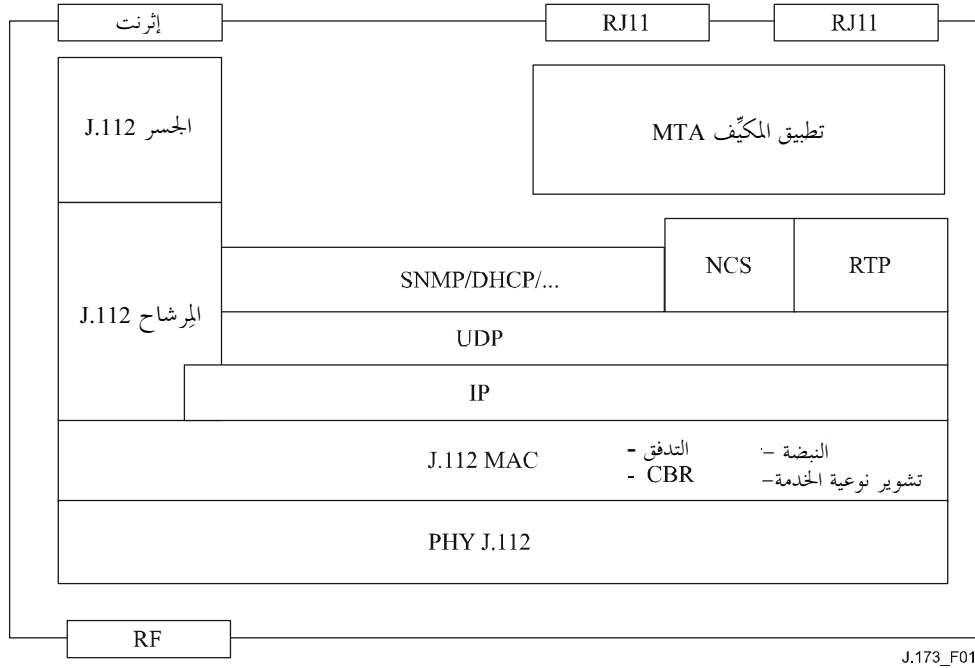 إثرنت
RJ11
RJ11
الجسر J.112
تطبيق المكيِّف MTA
المِرشاح J.112
SNMP/DHCP/...
NCS
RTP
UDP
IP
J.112 MAC
التدفق -
النبضة –
CBR -
تشوير نوعية الخدمة–
PHY J.112
RF
J.173_F01